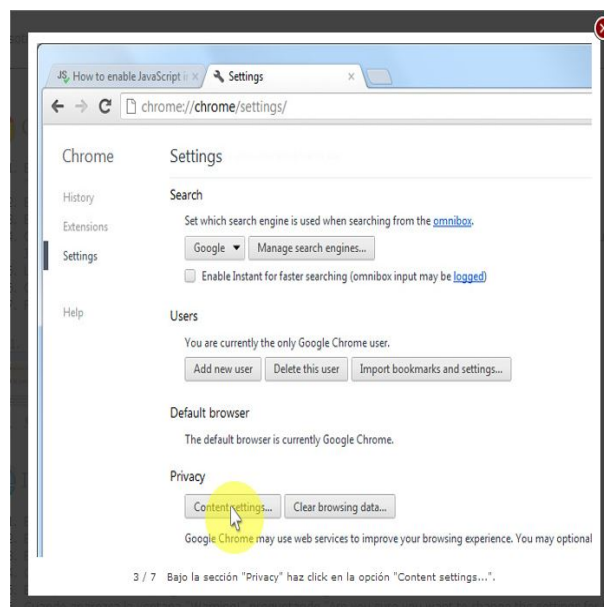 How to enable JavaScript i
Settings
chrome://chrome/settings/
Chrome
Settings
History
Extensions
Settings
Help
Search
Set which search engine is used when searching from the omnibox.
Google
Manage search engines...
Enable Instant for faster searching (omnibox input may be logged)
Users
You are currently the only Google Chrome user.
Add new user
Delete this user
Import bookmarks and settings...
Default browser
The default browser is currently Google Chrome.
Privacy
Content settings...
Clear browsing data...
Google Chrome may use web services to improve your browsing experience. You may optional
3 / 7 Bajo la sección "Privacy" haz click en la opción "Content settings...".